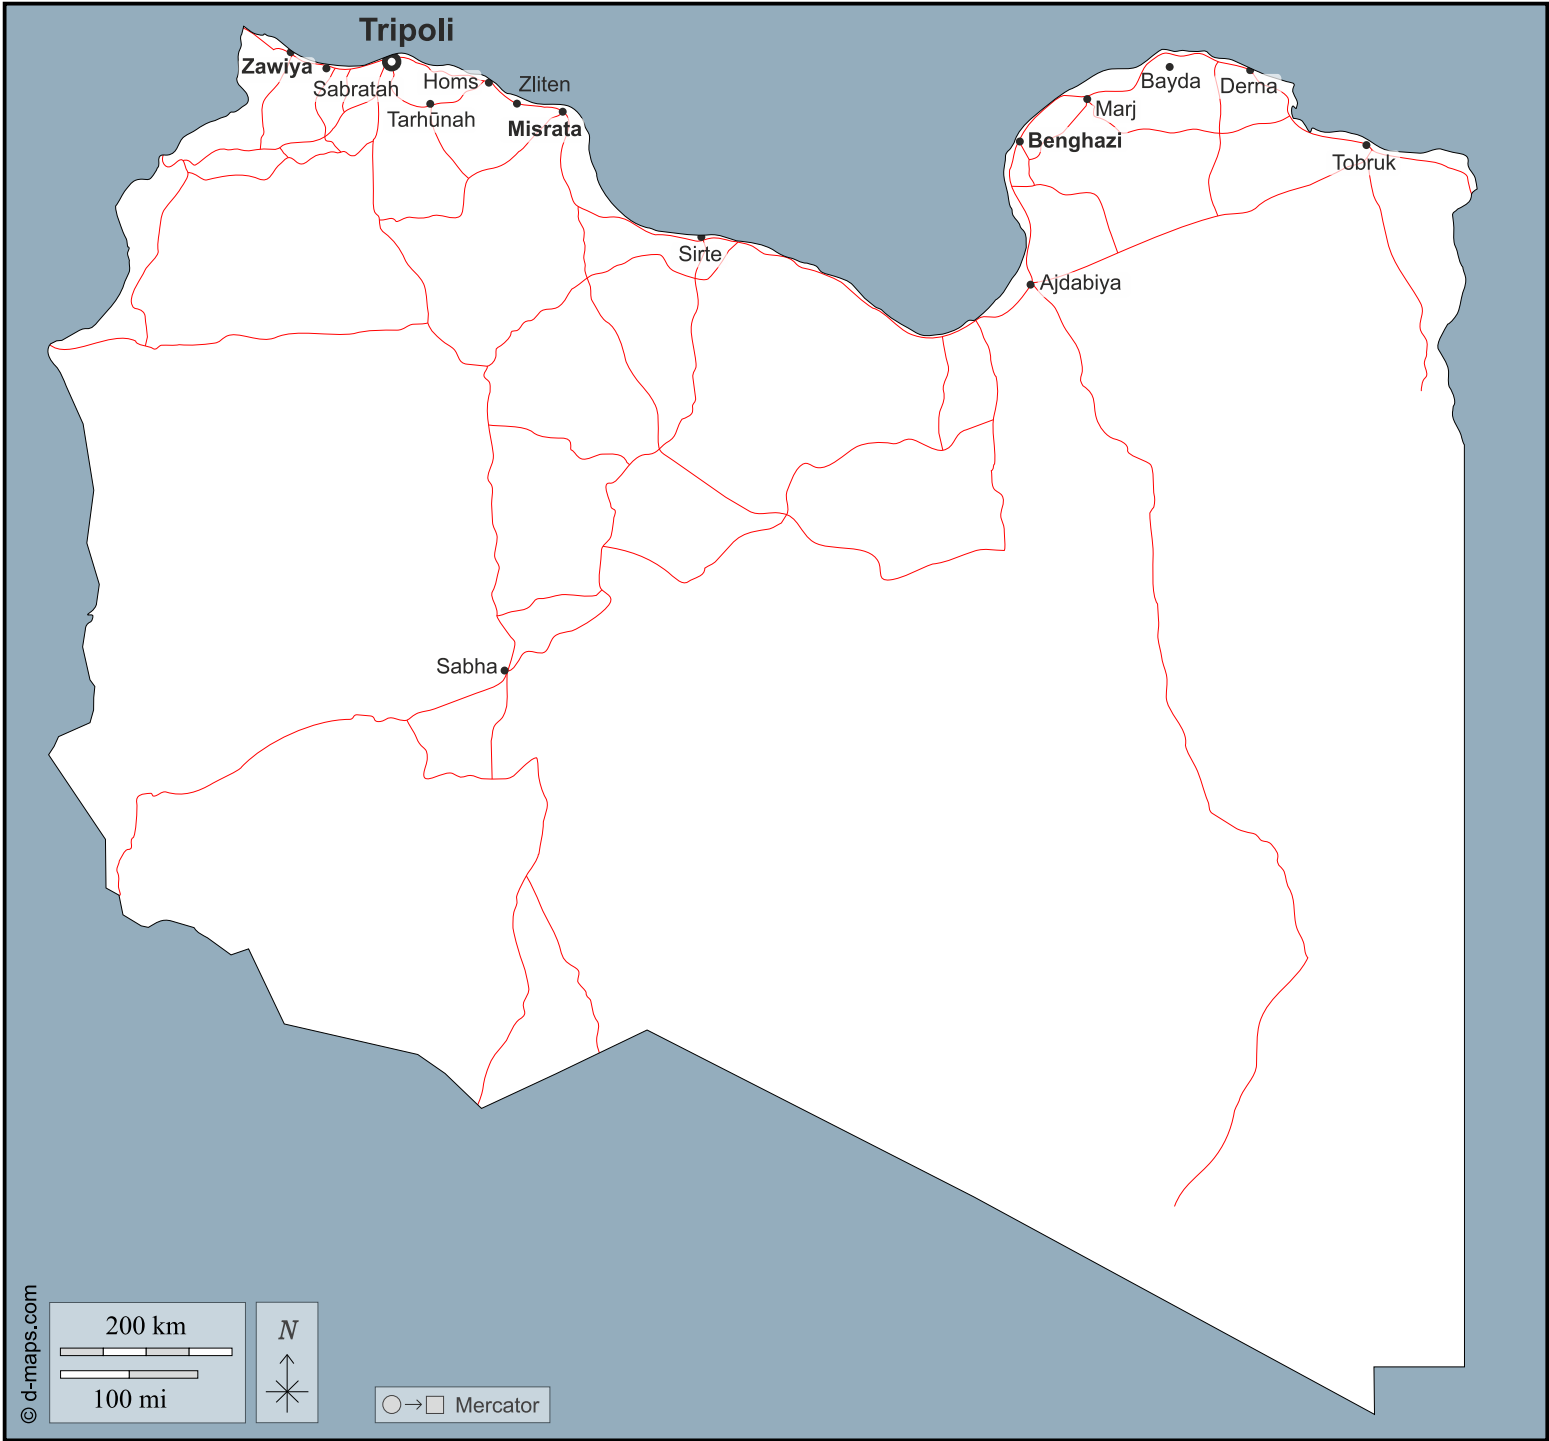 Tripoli
Zawiya
Sabratah
Homs
Zliten
Tarhūnah
Misrata
Bayda
Derna
Marj
Benghazi
Tobruk
Sirte
Ajdabiya
Sabha
© d-maps.com
200 km
100 mi
N
Mercator